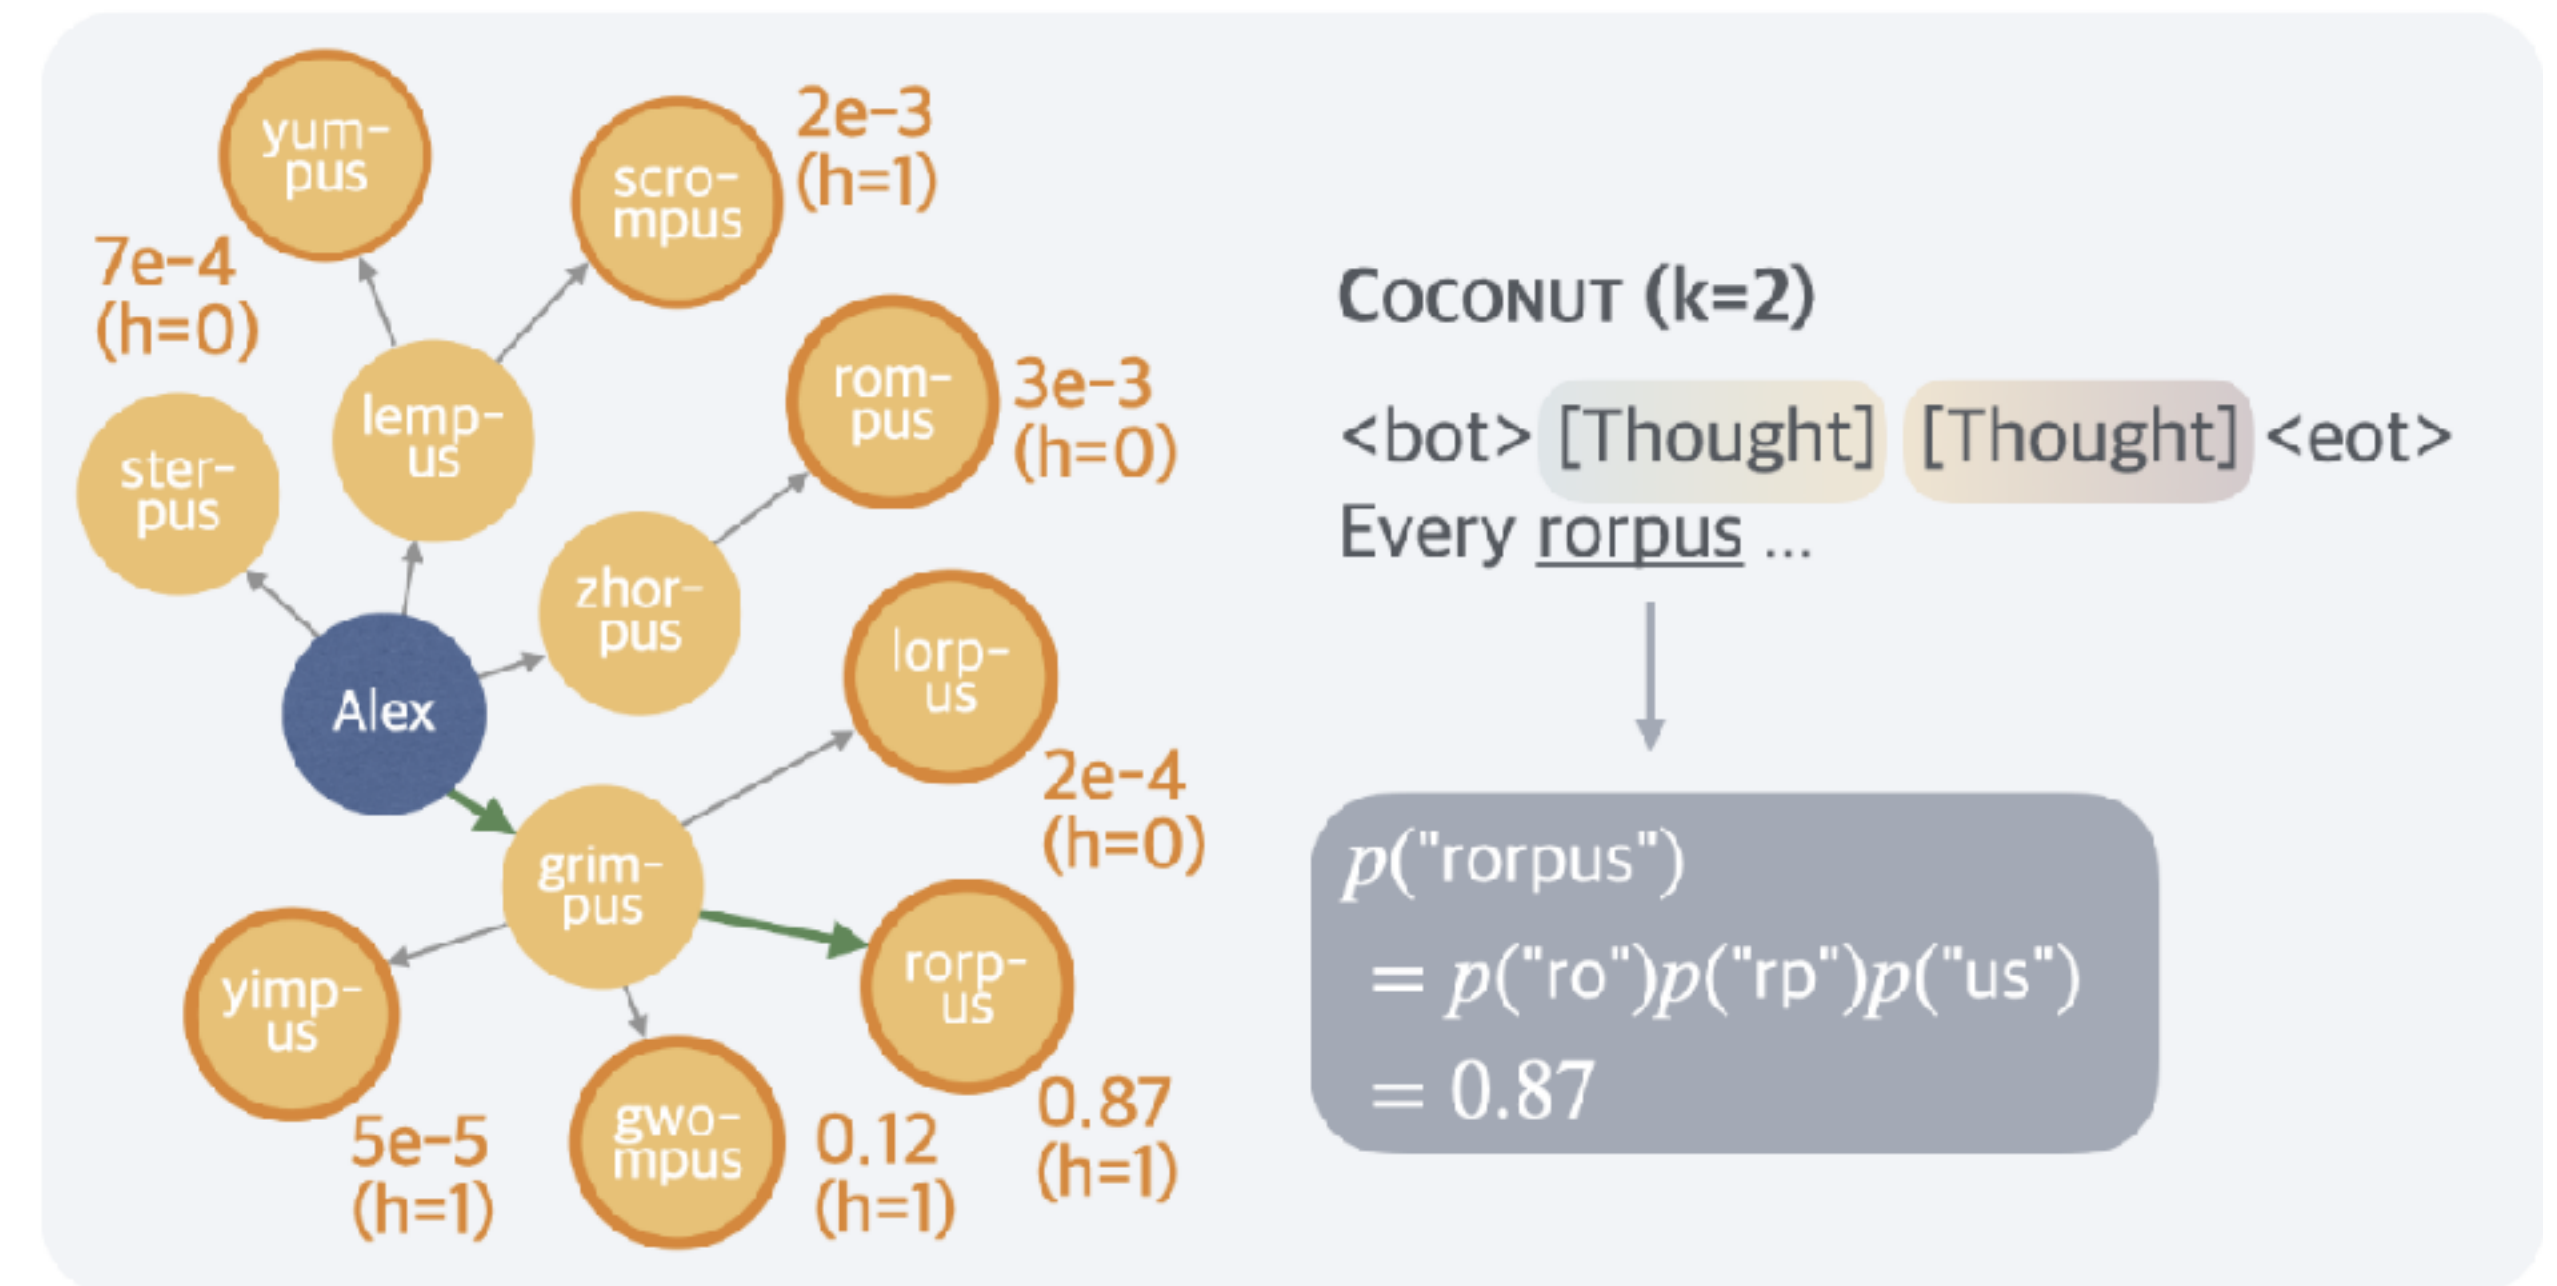 yum-
pus
scro-
mpus
2e-3
(h=1)
7e-4
(h=0)
lemp-
us
rom-
pus
3e-3
(h=0)
ster-
pus
zhor-
pus
Alex
lorp-
us
2e-4
(h=0)
grim-
pus
rorp-
us
0.87
(h=1)
yimp-
us
5e-5
(h=1)
gwo-
mpus
0.12
(h=1)
COCONUT (k=2)
<bot> [Thought] [Thought] <eot>
Every rorpus ...
p("rorpus")
= p("ro")p("rp")p("us")
= 0.87